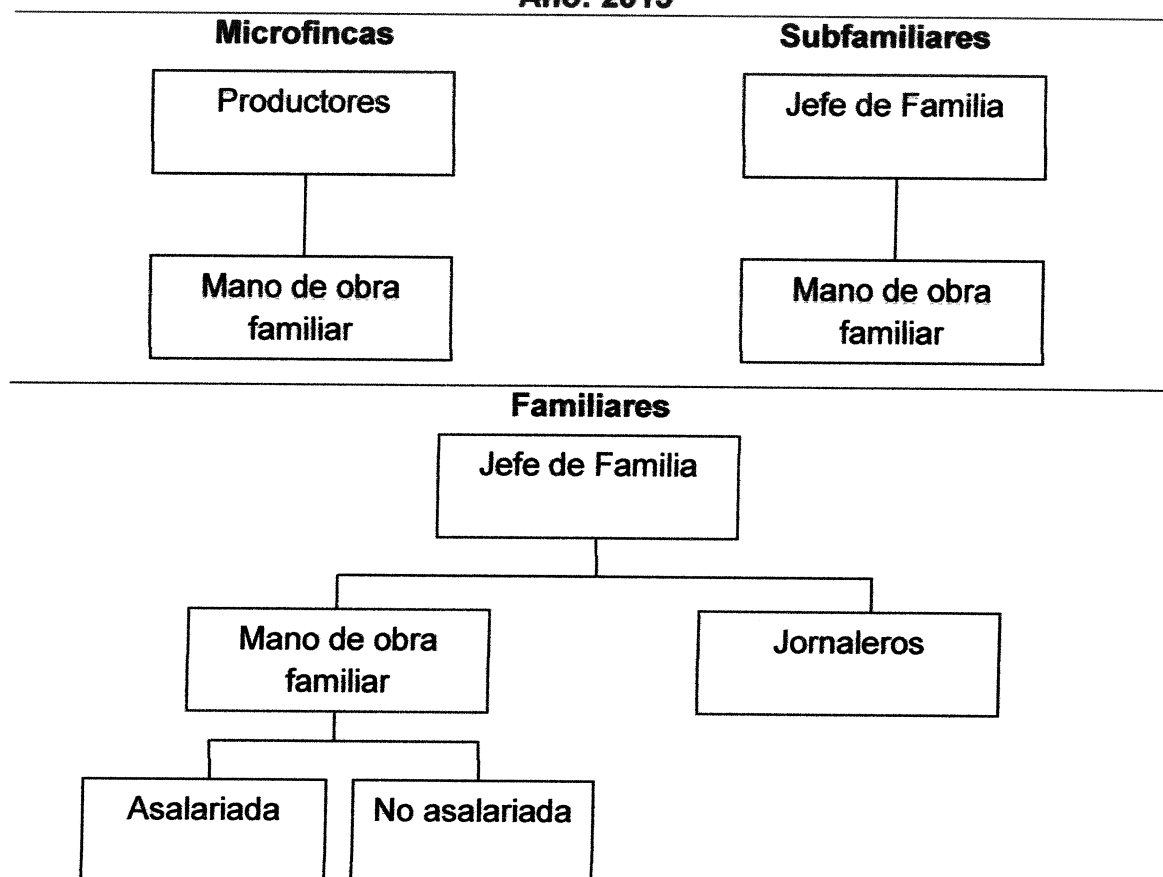 Microfincas
Subfamiliares
Productores
Jefe de Familia
Mano de obra
familiar
Mano de obra
familiar
Familiares
Jefe de Familia
Mano de obra
familiar
Jornaleros
Asalariada
No asalariada